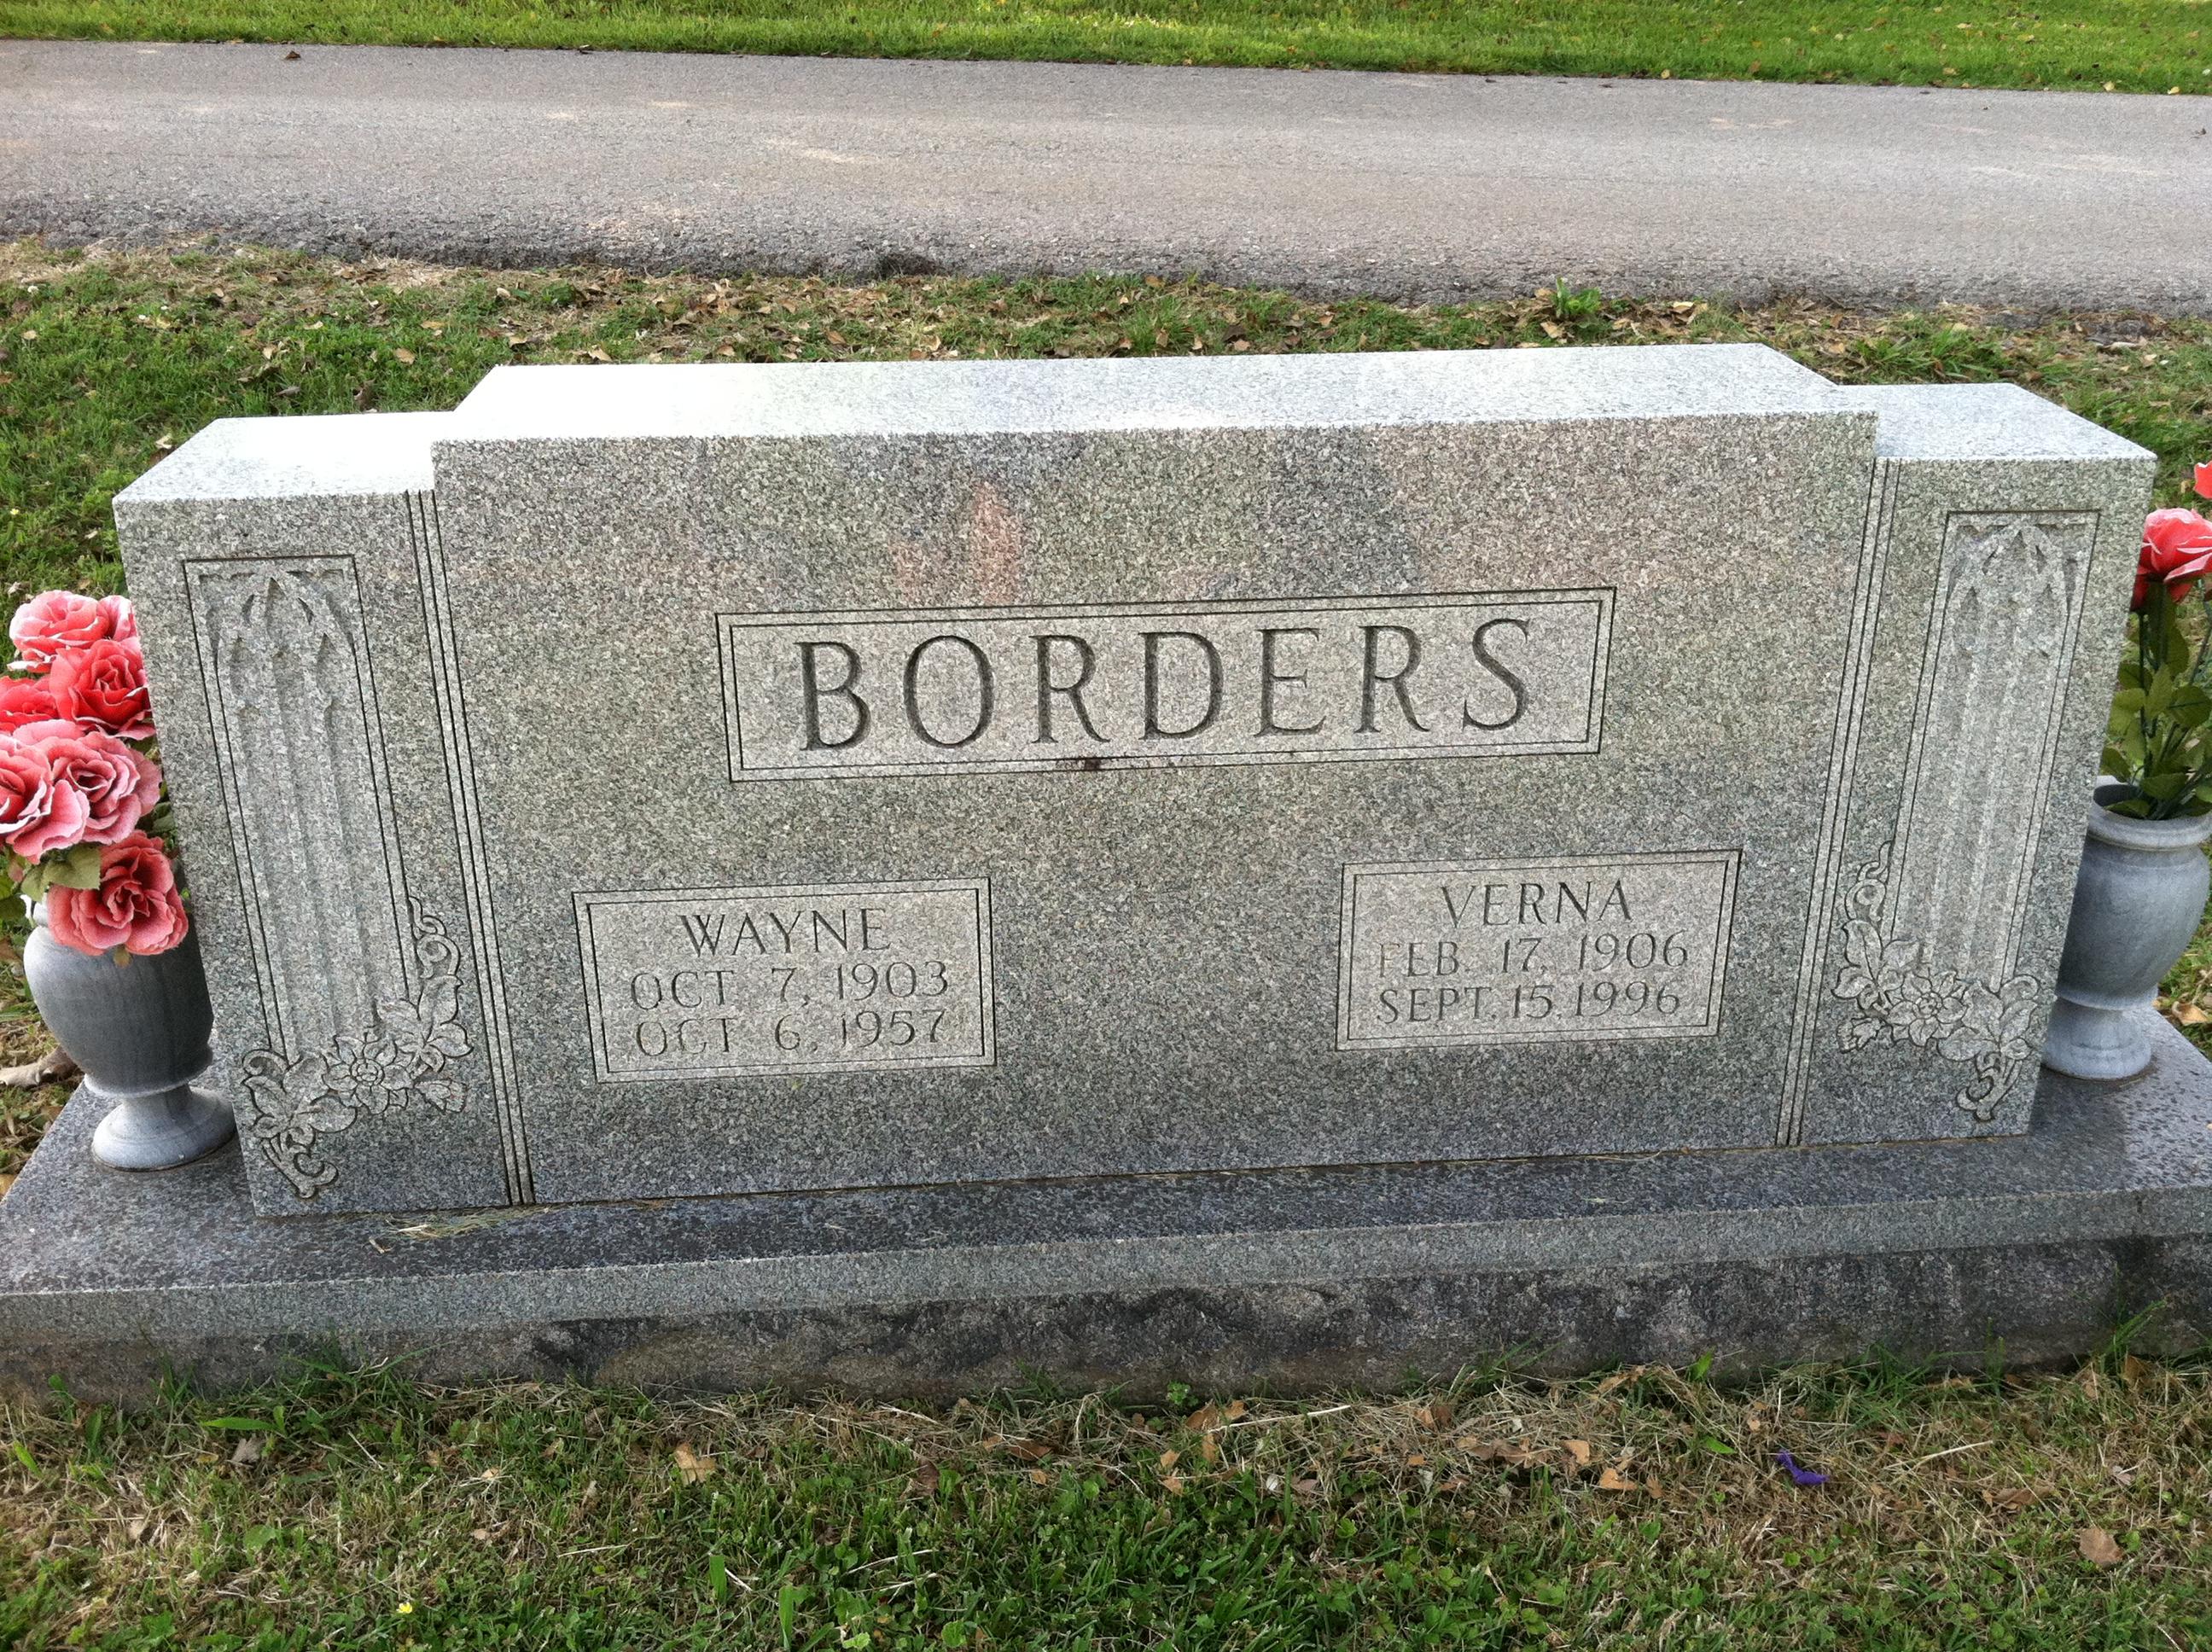 BORDERS
WAYNE
OCT 7, 1903
OCT 6, 1957
VERNA
FEB. 17, 1906
SEPT. 15, 1996